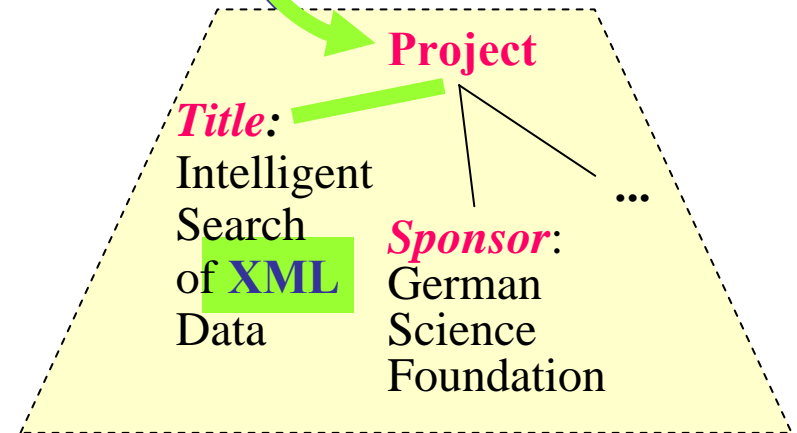 Project
Title:
Intelligent
Search
of XML
Data
...
Sponsor:
German
Science
Foundation